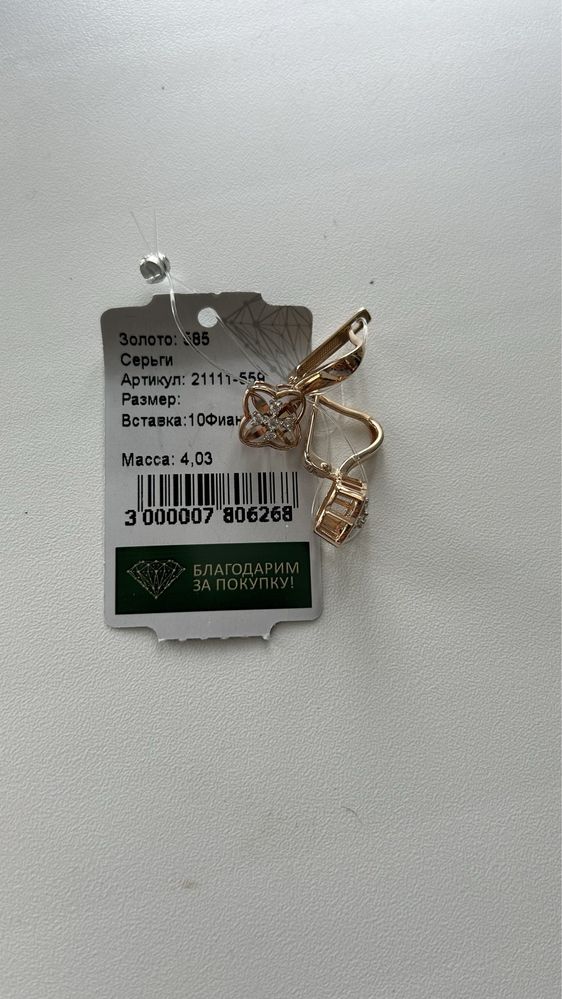 Золото: 585
Серьги
Артикул: 21111-559
Размер:
Вставка:10Фиан
Масса: 4,03
3 000007 806268
БЛАГОДАРИМ
ЗА ПОКУПКУ!